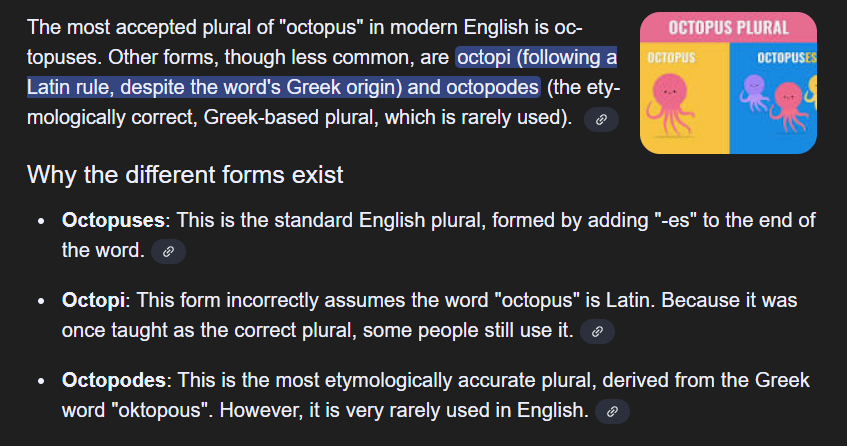 The most accepted plural of "octopus" in modern English is oc-
topuses. Other forms, though less common, are octopi (following a
Latin rule, despite the word's Greek origin) and octopodes (the ety-
mologically correct, Greek-based plural, which is rarely used).
OCTOPUS PLURAL
OCTOPUS
OCTOPUSES
Why the different forms exist
• Octopuses: This is the standard English plural, formed by adding "-es" to the end of
the word.
• Octopi: This form incorrectly assumes the word "octopus" is Latin. Because it was
once taught as the correct plural, some people still use it.
• Octopodes: This is the most etymologically accurate plural, derived from the Greek
word "oktopous". However, it is very rarely used in English.